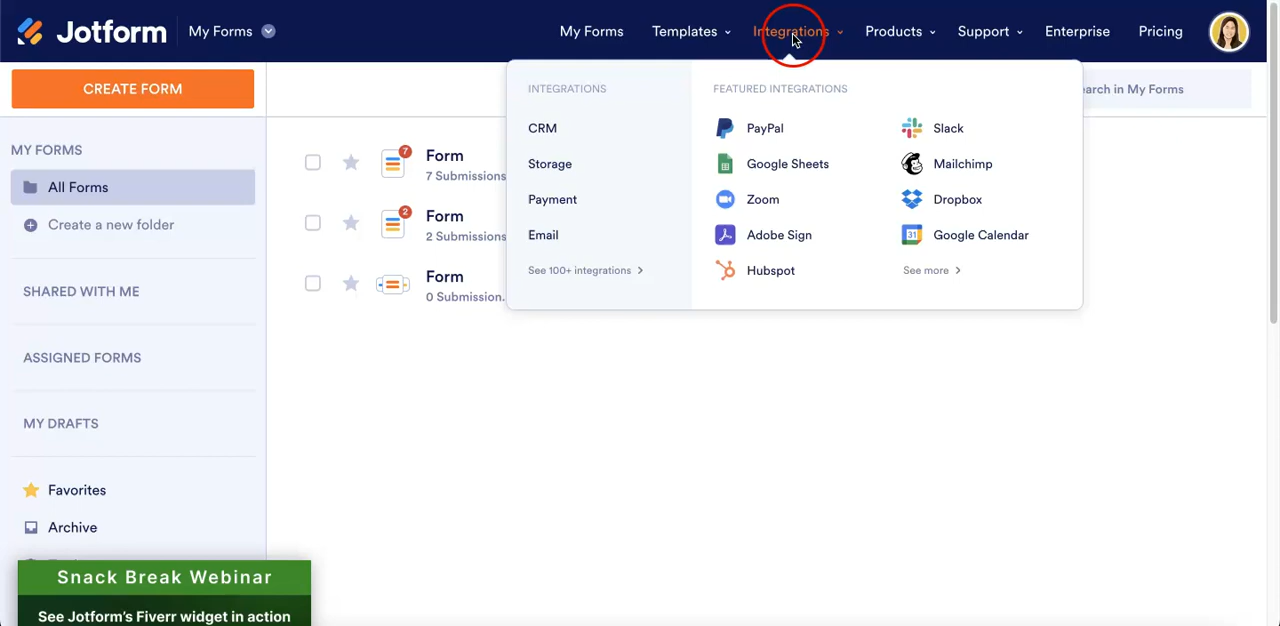 Jotform
My Forms
My Forms
Templates
Integrations
Products
Support
Enterprise
Pricing
CREATE FORM
arch in My Forms
MY FORMS
All Forms
Create a new folder
SHARED WITH ME
ASSIGNED FORMS
MY DRAFTS
Favorites
Archive
7
Form
7 Submissions
2
Form
2 Submissions
Form
0 Submission.
INTEGRATIONS
CRM
Storage
Payment
Email
See 100+ integrations
FEATURED INTEGRATIONS
PayPal
Google Sheets
Zoom
Adobe Sign
Hubspot
Slack
Mailchimp
Dropbox
31
Google Calendar
See more
Snack Break Webinar
See Jotform's Fiverr widget in action